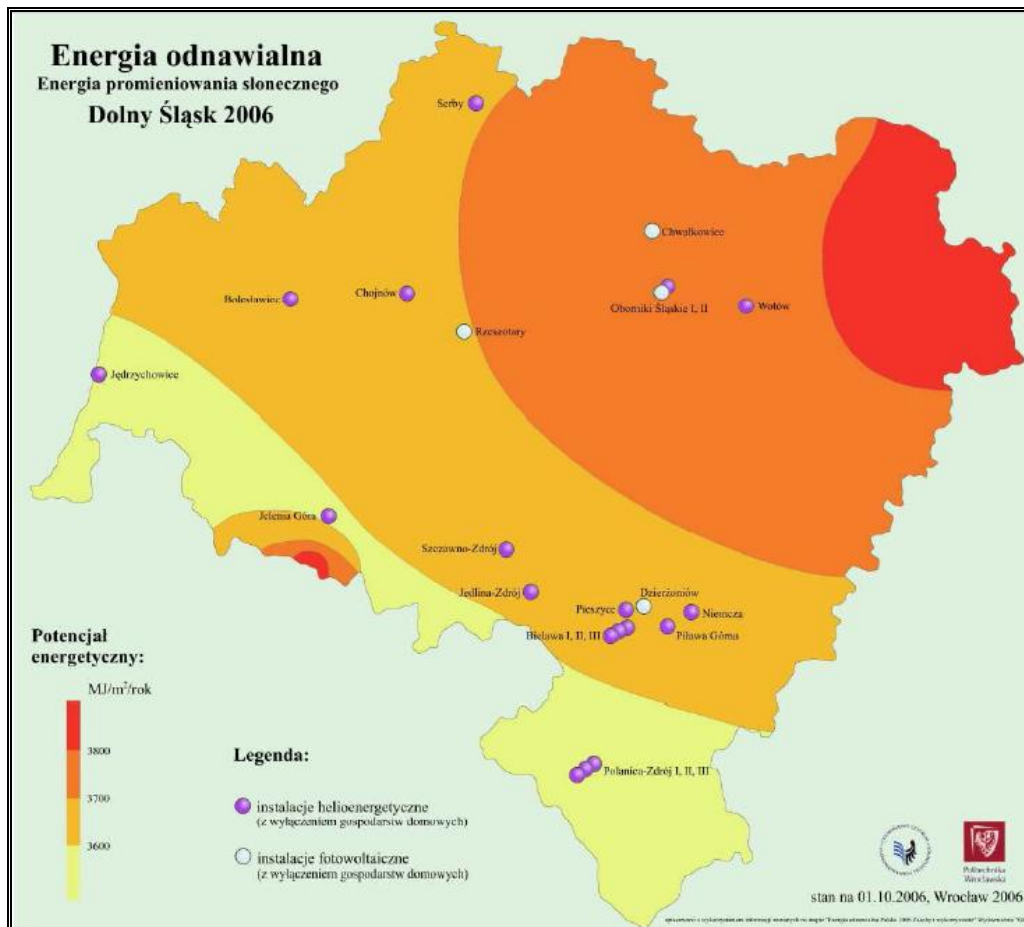 Energia odnawialna
Energia promieniowania słonecznego
Dolny Śląsk 2006
Serby
Chwałkowice
Bolesławiec
Chojnów
Oborniki Śląskie I, II
Wołów
Rzeszotary
Jędrzychowice
Jelenia Góra
Szczawno-Zdrój
Jedlina-Zdrój
Dzierżoniów
Pieszyce
Niemcza
Bielawa I, II, III
Piława Górna
Potencjał
energetyczny:
MJ/m²/rok
3800
3700
3600
Legenda:
Polanica-Zdrój I, II, III
instalacje helioenergetyczne
(z wyłączeniem gospodarstw domowych)
instalacje fotowoltaiczne
(z wyłączeniem gospodarstw domowych)
Politechnika
Wrocławska
stan na 01.10.2006, Wrocław 2006